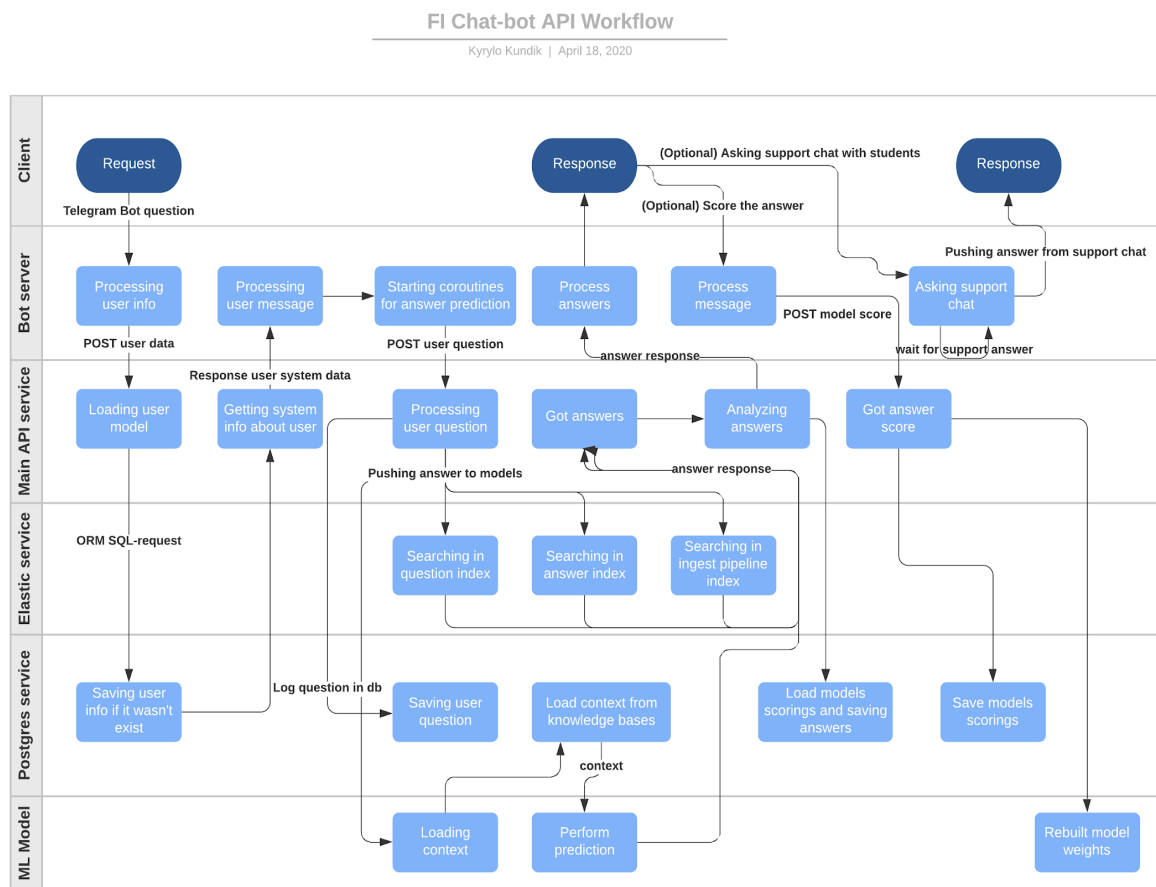 FI Chat-bot API Workflow
Kyrylo Kundik | April 18, 2020
Client
Request
Response
(Optional) Asking support chat with students
Response
Telegram Bot question
(Optional) Score the answer
Bot server
Processing
user info
Processing
user message
Starting coroutines
for answer prediction
Process
answers
Process
message
Pushing answer from support chat
Asking support
chat
POST model score
POST user data
POST user question
wait for support answer
answer response
Main API service
Response user system data
Loading user
model
Getting system
info about user
Processing
user question
Got answers
Analyzing
answers
Got answer
score
Pushing answer to models
answer response
Elastic service
ORM SQL-request
Searching in
question index
Searching in
answer index
Searching in
ingest pipeline
index
Postgres service
Saving user
info if it wasn't
exist
Log question in db
Saving user
question
Load context from
knowledge bases
Load models
scorings and saving
answers
Save models
scorings
context
ML Model
Loading
context
Perform
prediction
Rebuilt model
weights